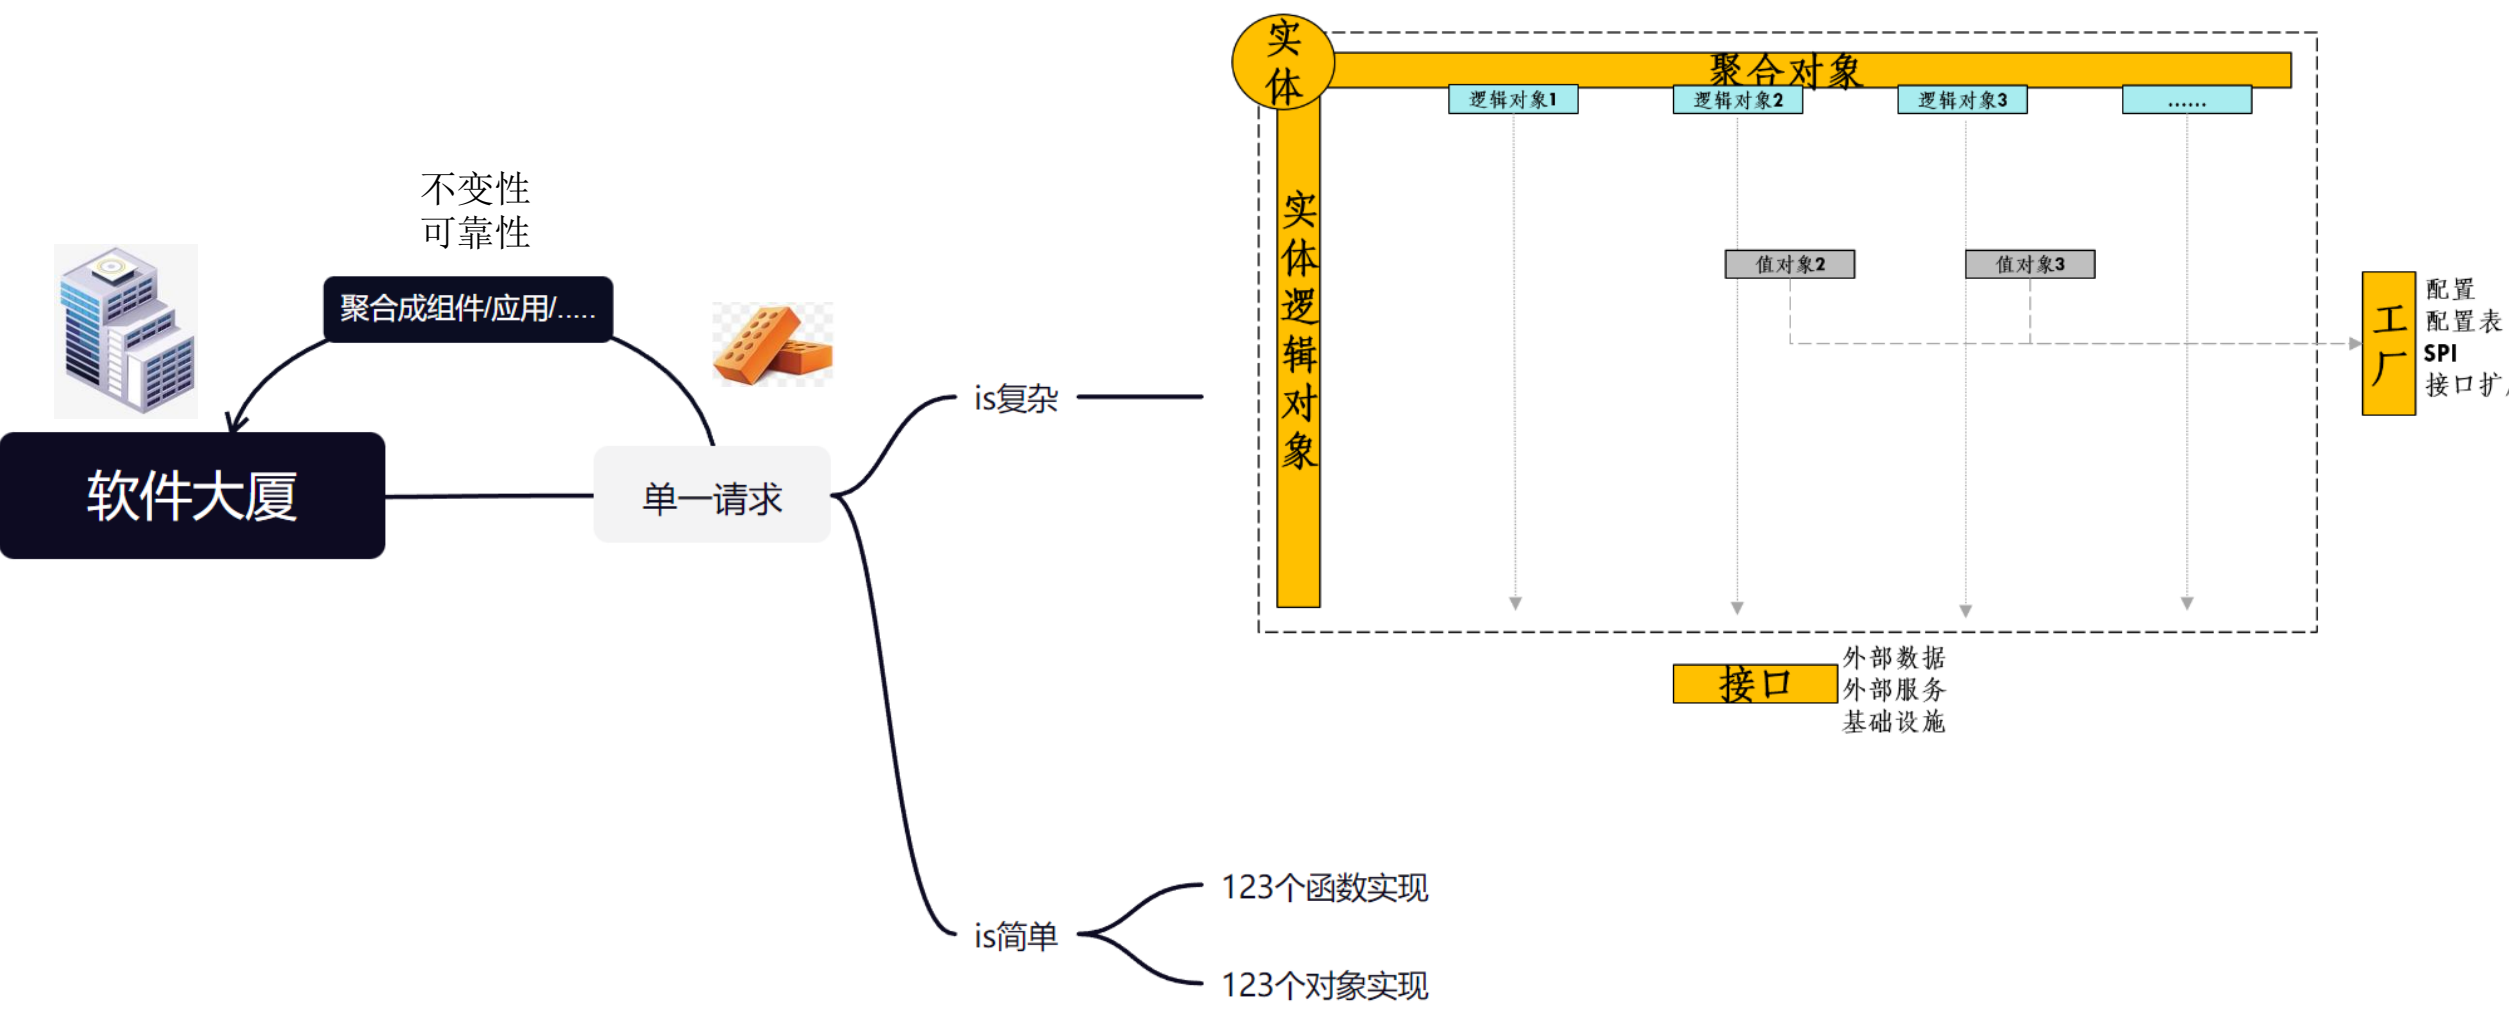 不变性
可靠性
聚合成组件/应用/.....
软件大厦
单一请求
is复杂
实体
聚合对象
逻辑对象1
逻辑对象2
逻辑对象3
......
实体逻辑对象
值对象2
值对象3
工厂
配置
配置表
SPI
接口扩
接口
外部数据
外部服务
基础设施
is简单
123个函数实现
123个对象实现